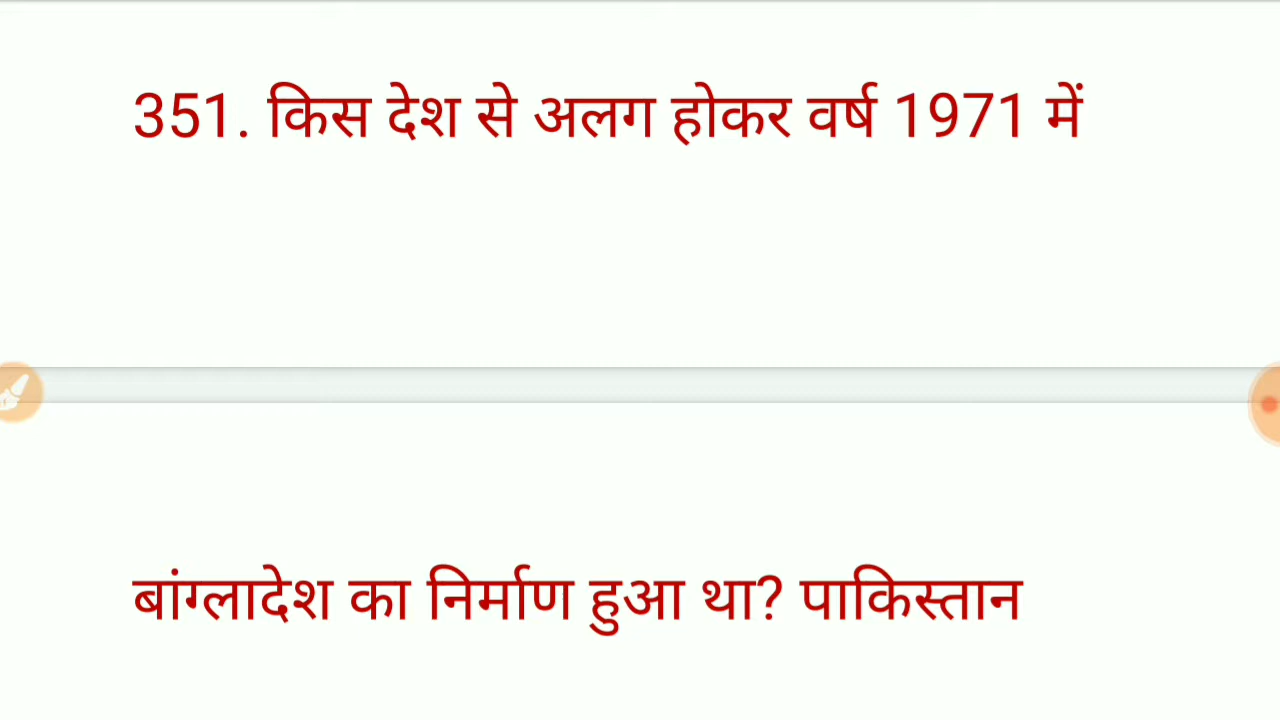 351. किस देश से अलग होकर वर्ष 1971 में
बांग्लादेश का निर्माण हुआ था? पाकिस्तान